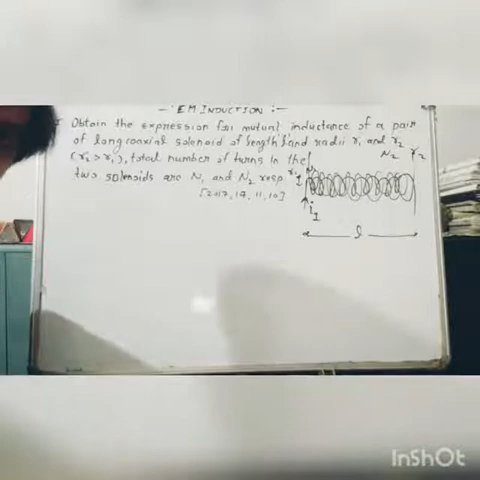 - 'EM INDUCTION :-
Obtain the expression for mutual inductance of a pair
of long coaxial solenoid of length 'l' and radii r₁ and r₂
(r₂ > r₁), total number of turns in the
two solenoids are N₁ and N₂ resp.
[2017, 14, 11, 10]
N₂ r₂
r₁
N₁
i₁
l
InShOt